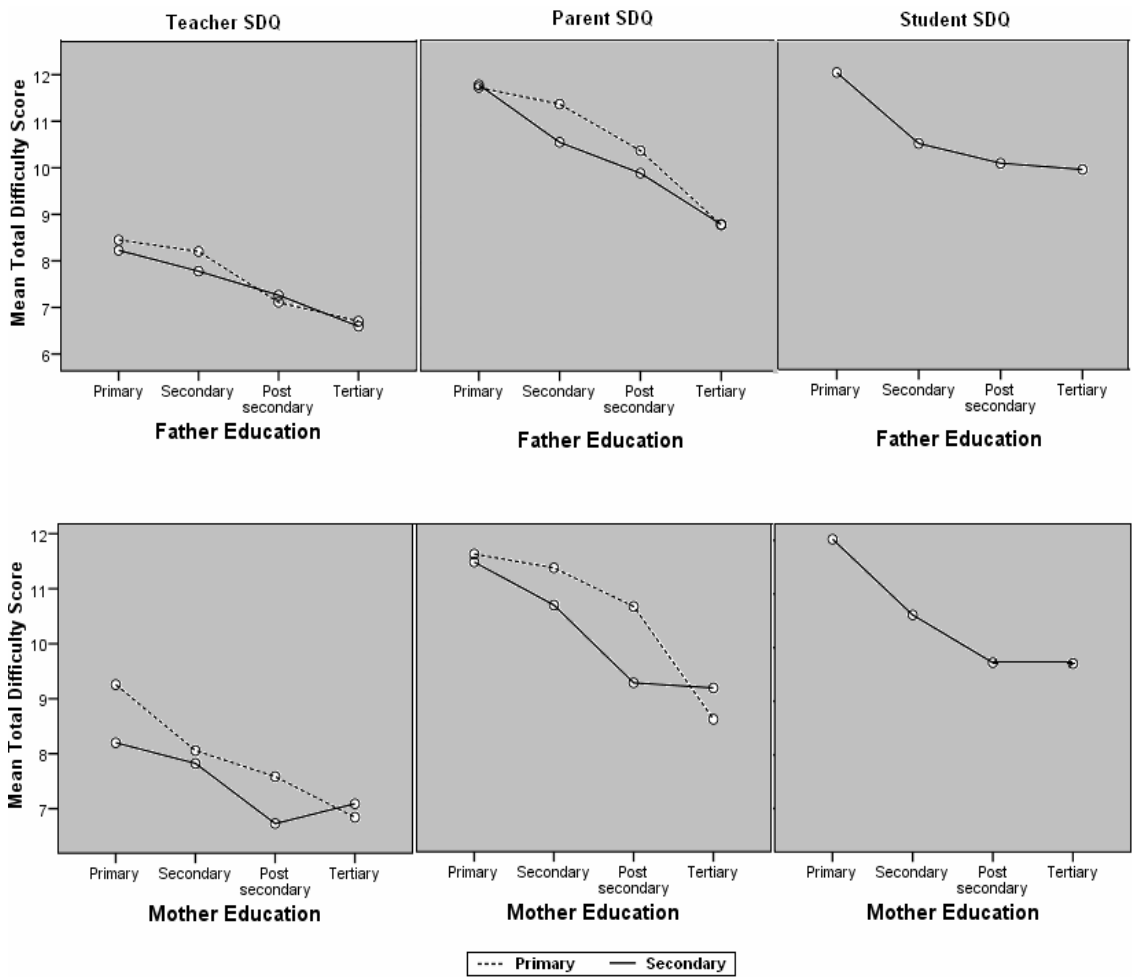 Teacher SDQ
Parent SDQ
Student SDQ
Mean Total Difficulty Score
12
11
10
9
8
7
6
Primary Secondary Post secondary Tertiary
Father Education
Primary Secondary Post secondary Tertiary
Father Education
Primary Secondary Post secondary Tertiary
Father Education
Mean Total Difficulty Score
12
11
10
9
8
7
Primary Secondary Post secondary Tertiary
Mother Education
Primary Secondary Post secondary Tertiary
Mother Education
Primary Secondary Post secondary Tertiary
Mother Education
Primary Secondary